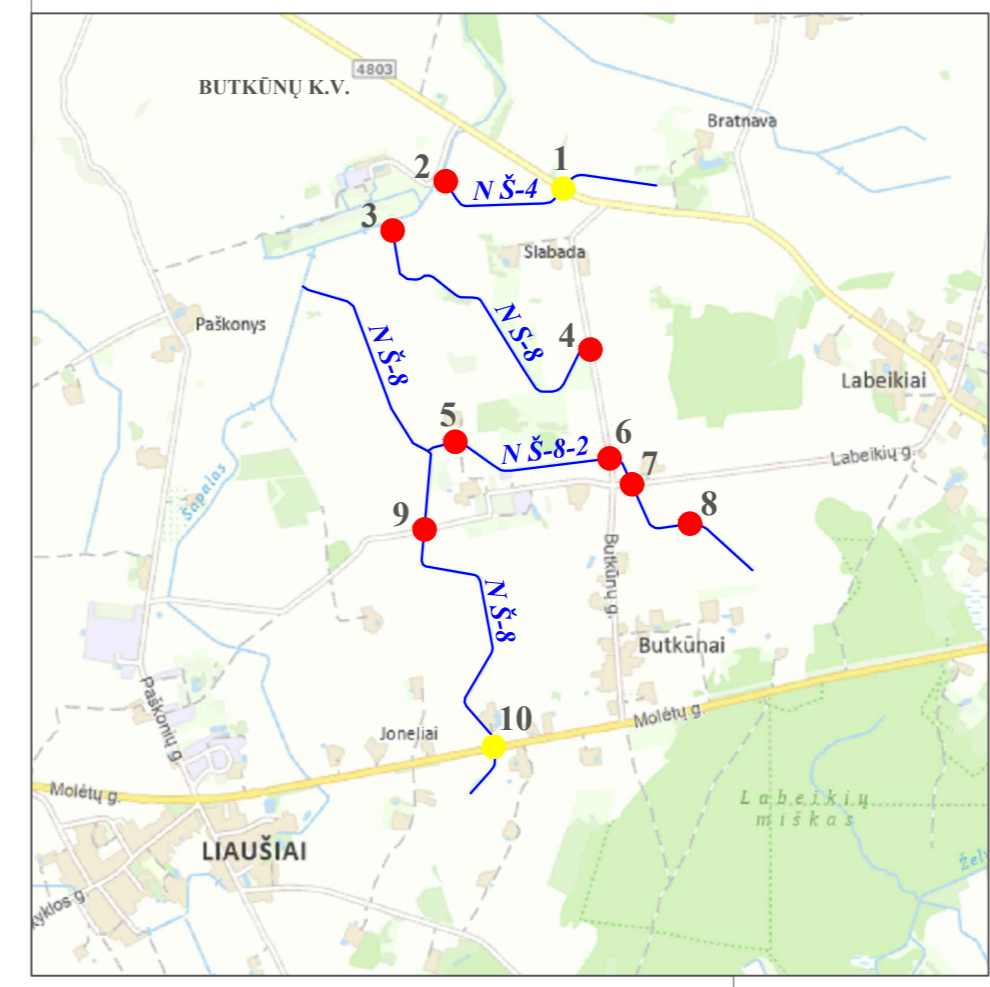 4803
BUTKŪNŲ K.V.
Bratnava
1
2
N Š-4
3
Slabada
Paškonys
N S-8
N Š-8
4
Labeikiai
5
6
N Š-8-2
Labeikių g.
7
Šapalas
8
9
Butkūnų g.
N Š-8
Butkūnai
Paškonių g.
10
Molėtų g.
Joneliai
Molėtų g.
Labeikių
miškas
LIAUŠIAI